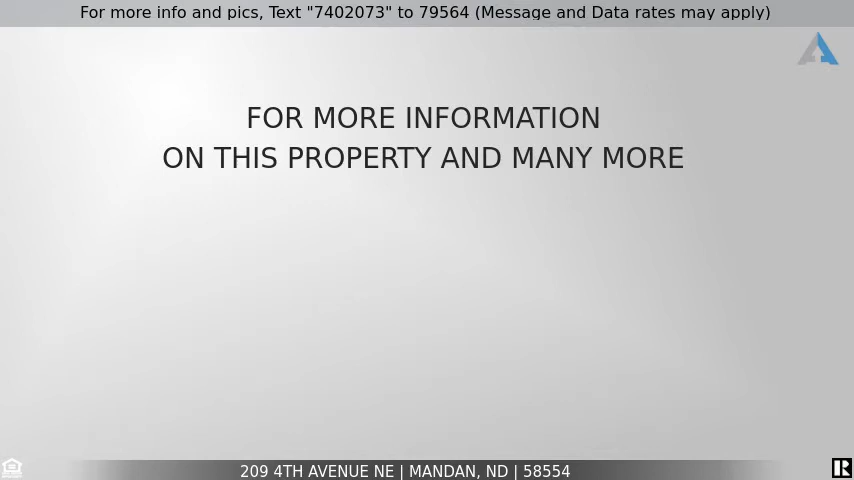 For more info and pics, Text "7402073" to 79564 (Message and Data rates may apply)
FOR MORE INFORMATION
ON THIS PROPERTY AND MANY MORE
209 4TH AVENUE NE | MANDAN, ND | 58554